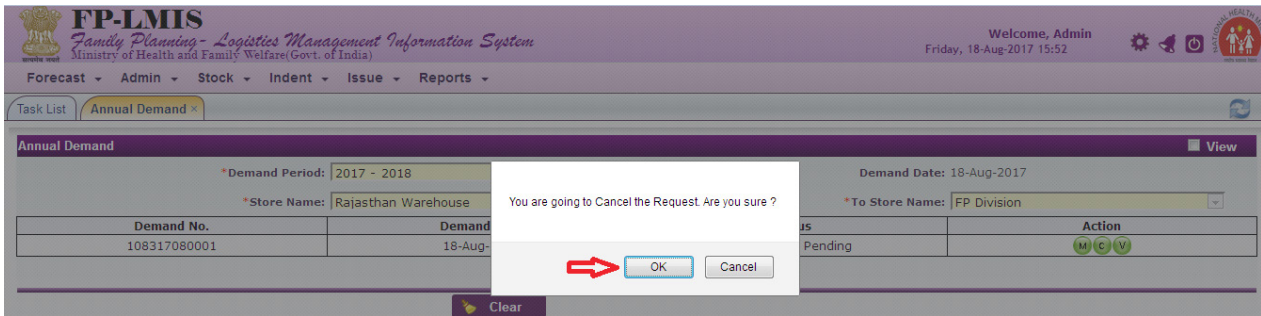 FP-LMIS
Family Planning - Logistics Management Information System
Ministry of Health and Family Welfare(Govt. of India)
Welcome, Admin
Friday, 18-Aug-2017 15:52
Forecast Admin Stock Indent Issue Reports
Task List Annual Demand ×
Annual Demand View
*Demand Period: 2017 - 2018 Demand Date: 18-Aug-2017
*Store Name: Rajasthan Warehouse *To Store Name: FP Division
You are going to Cancel the Request. Are you sure ?
OK Cancel
Demand No. Demand Action
108317080001 18-Aug- Pending M C V
Clear